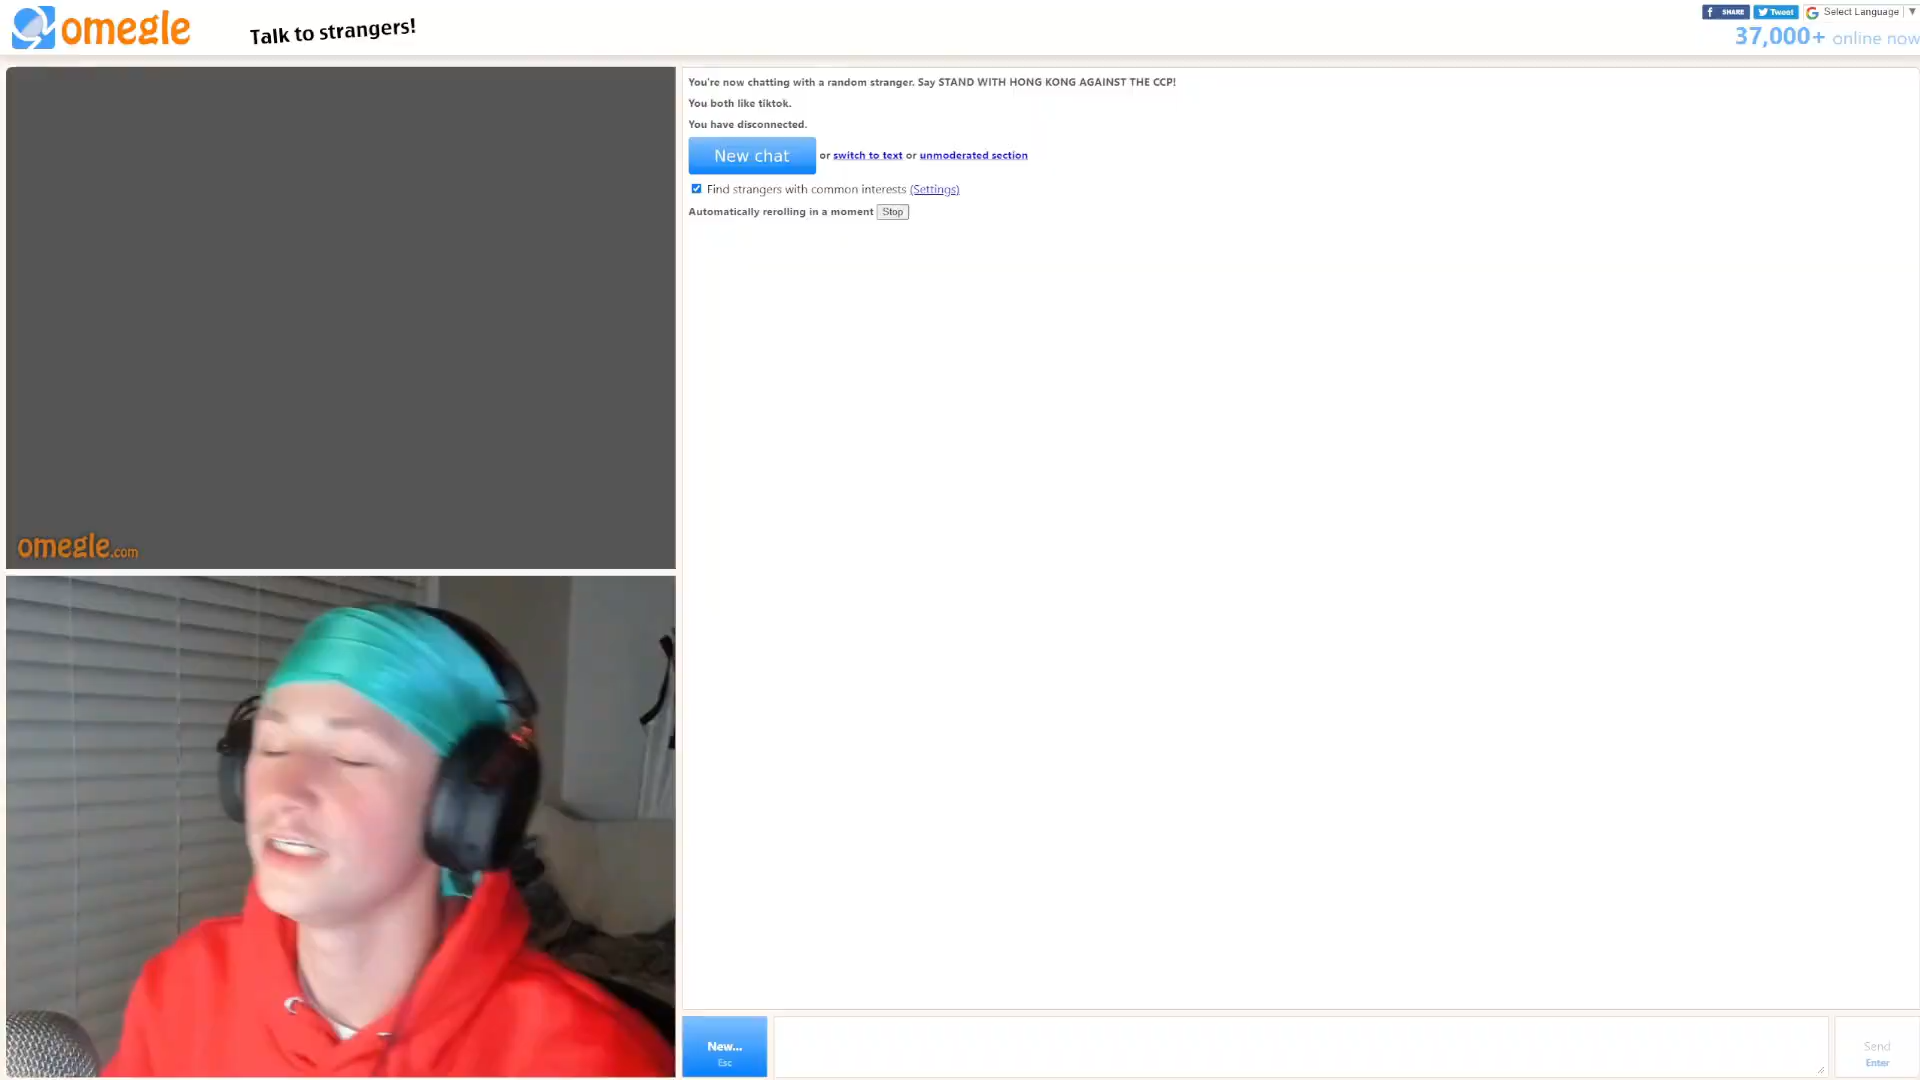 omegle
Talk to strangers!
SHARE
Tweet
Select Language ▼
37,000+ online now
You're now chatting with a random stranger. Say STAND WITH HONG KONG AGAINST THE CCP!
You both like tiktok.
You have disconnected.
New chat or switch to text or unmoderated section
Find strangers with common interests (Settings)
Automatically rerolling in a moment Stop
omegle.com
New...
Esc
Send
Enter